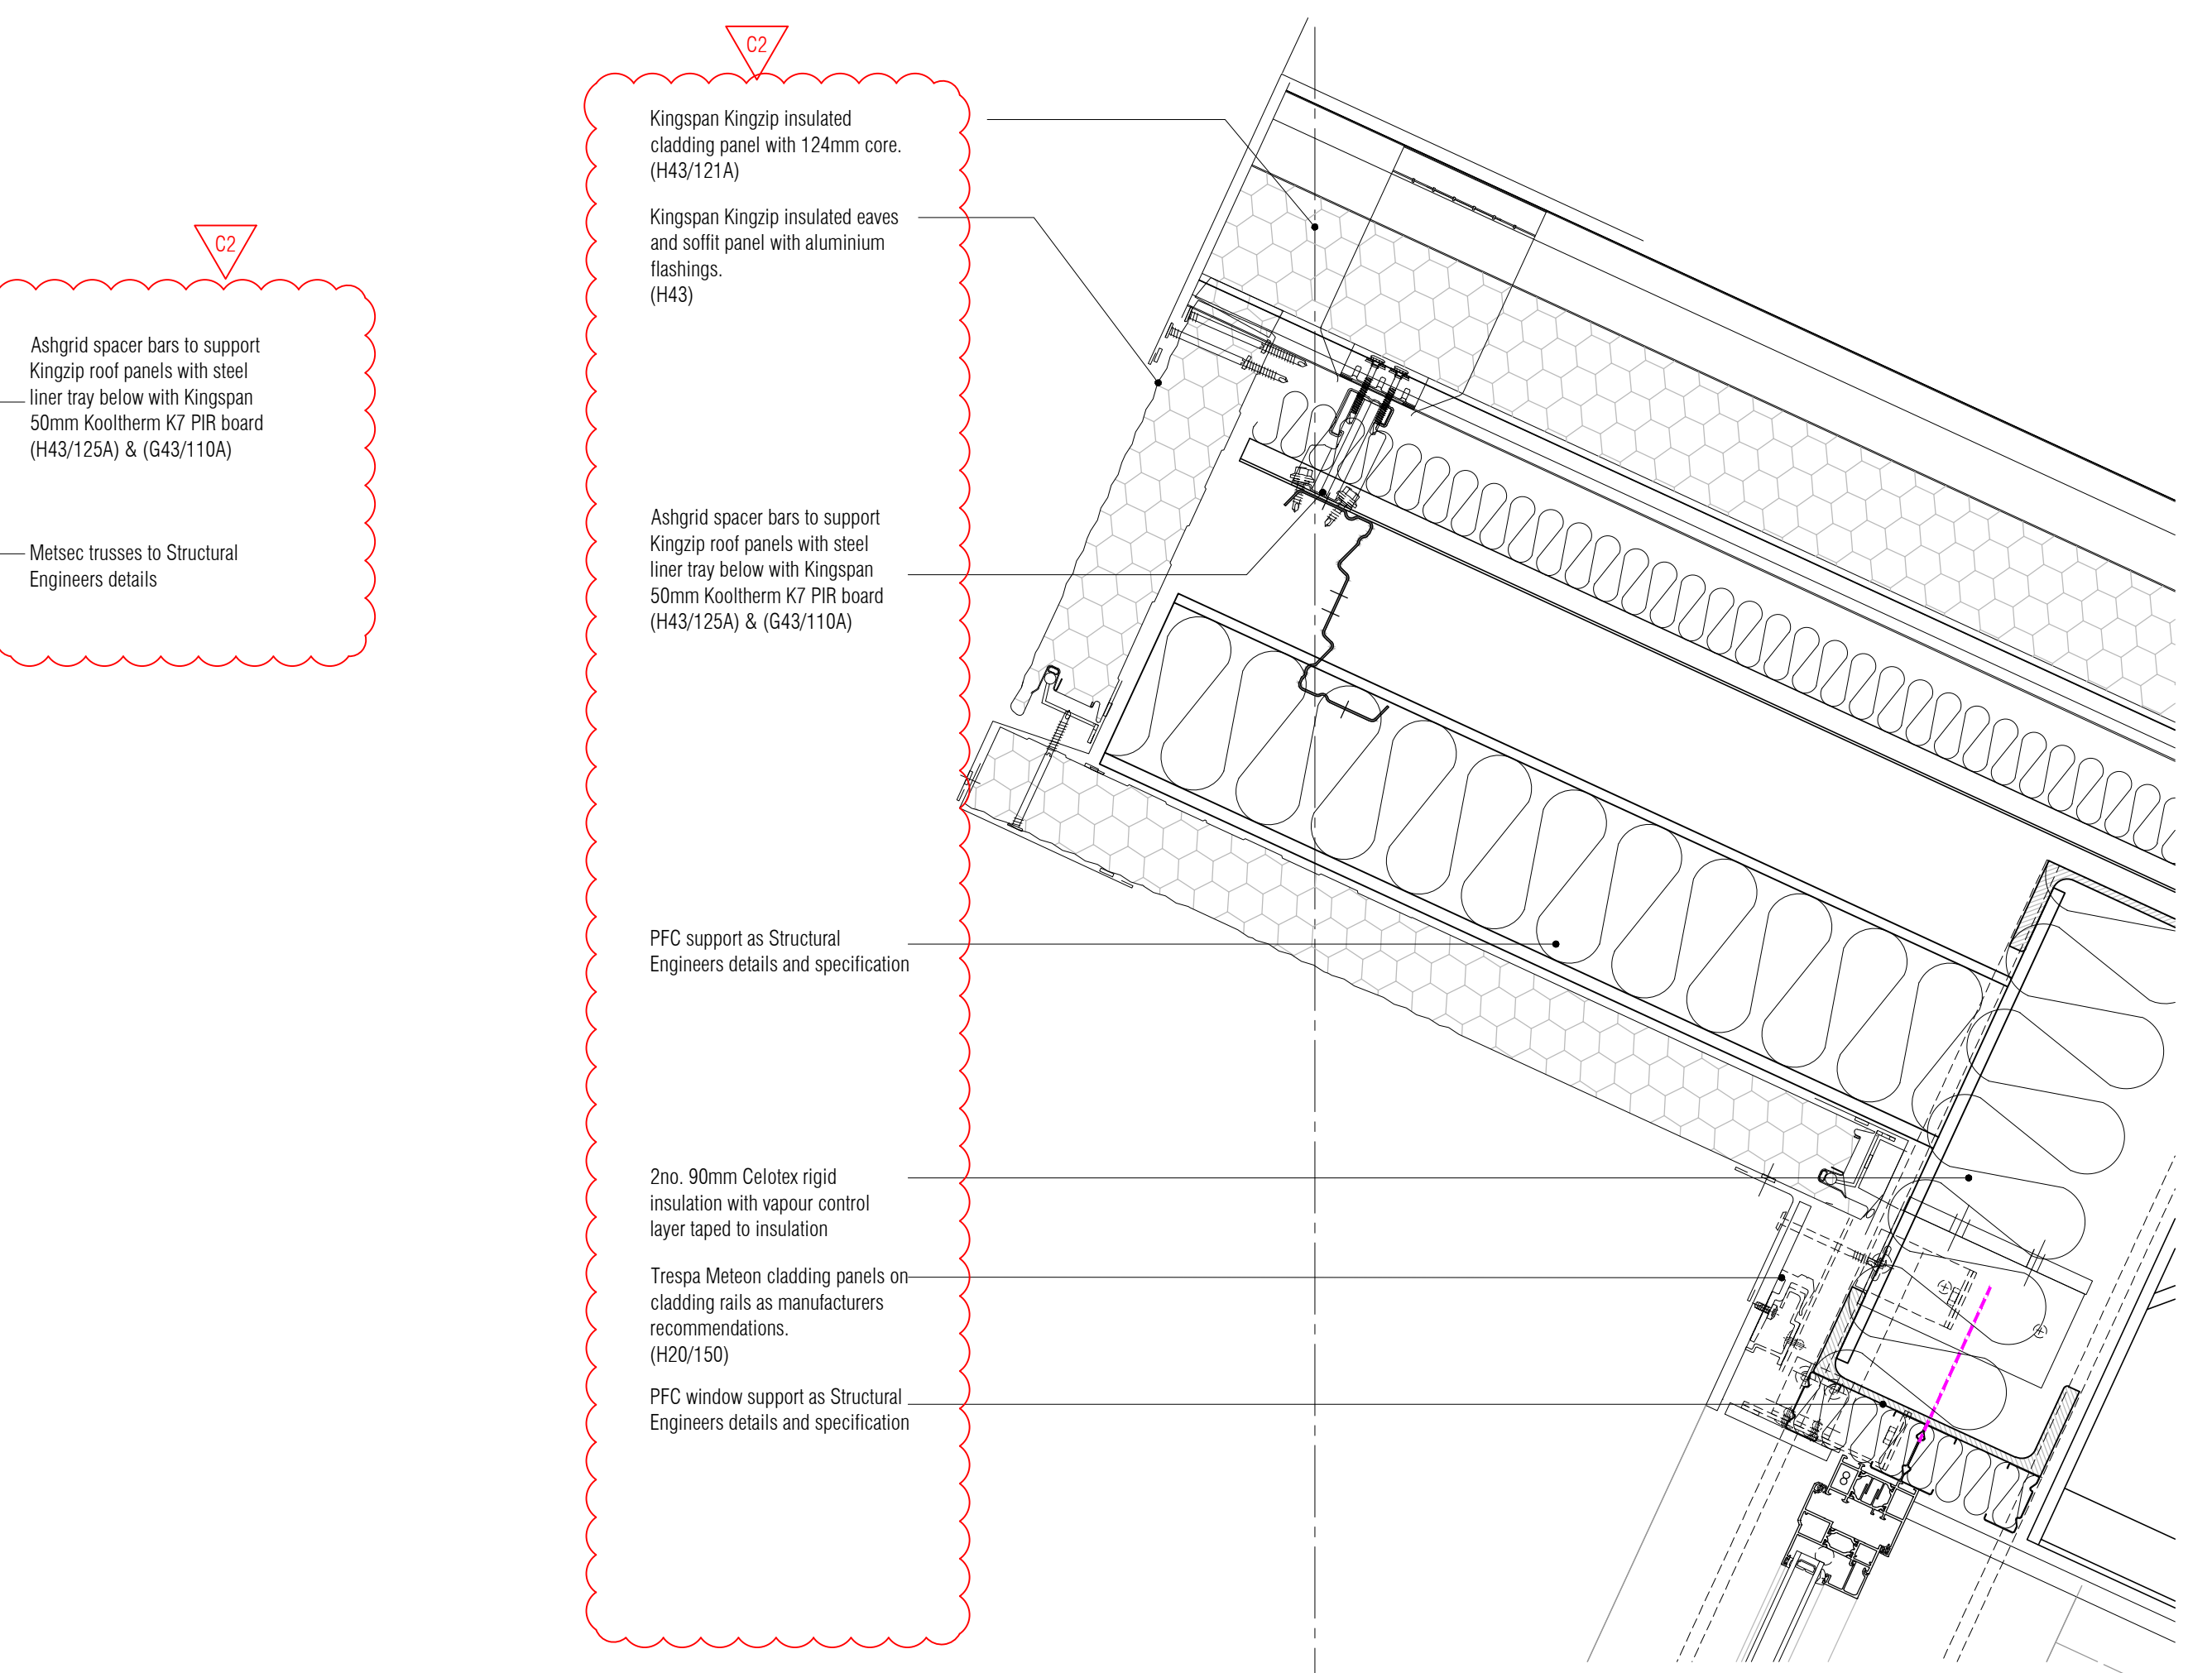 C2
Ashgrid spacer bars to support
Kingzip roof panels with steel
liner tray below with Kingspan
50mm Kooltherm K7 PIR board
(H43/125A) & (G43/110A)
Metsec trusses to Structural
Engineers details
C2
Kingspan Kingzip insulated
cladding panel with 124mm core.
(H43/121A)
Kingspan Kingzip insulated eaves
and soffit panel with aluminium
flashings.
(H43)
Ashgrid spacer bars to support
Kingzip roof panels with steel
liner tray below with Kingspan
50mm Kooltherm K7 PIR board
(H43/125A) & (G43/110A)
PFC support as Structural
Engineers details and specification
2no. 90mm Celotex rigid
insulation with vapour control
layer taped to insulation
Trespa Meteon cladding panels on
cladding rails as manufacturers
recommendations.
(H20/150)
PFC window support as Structural
Engineers details and specification